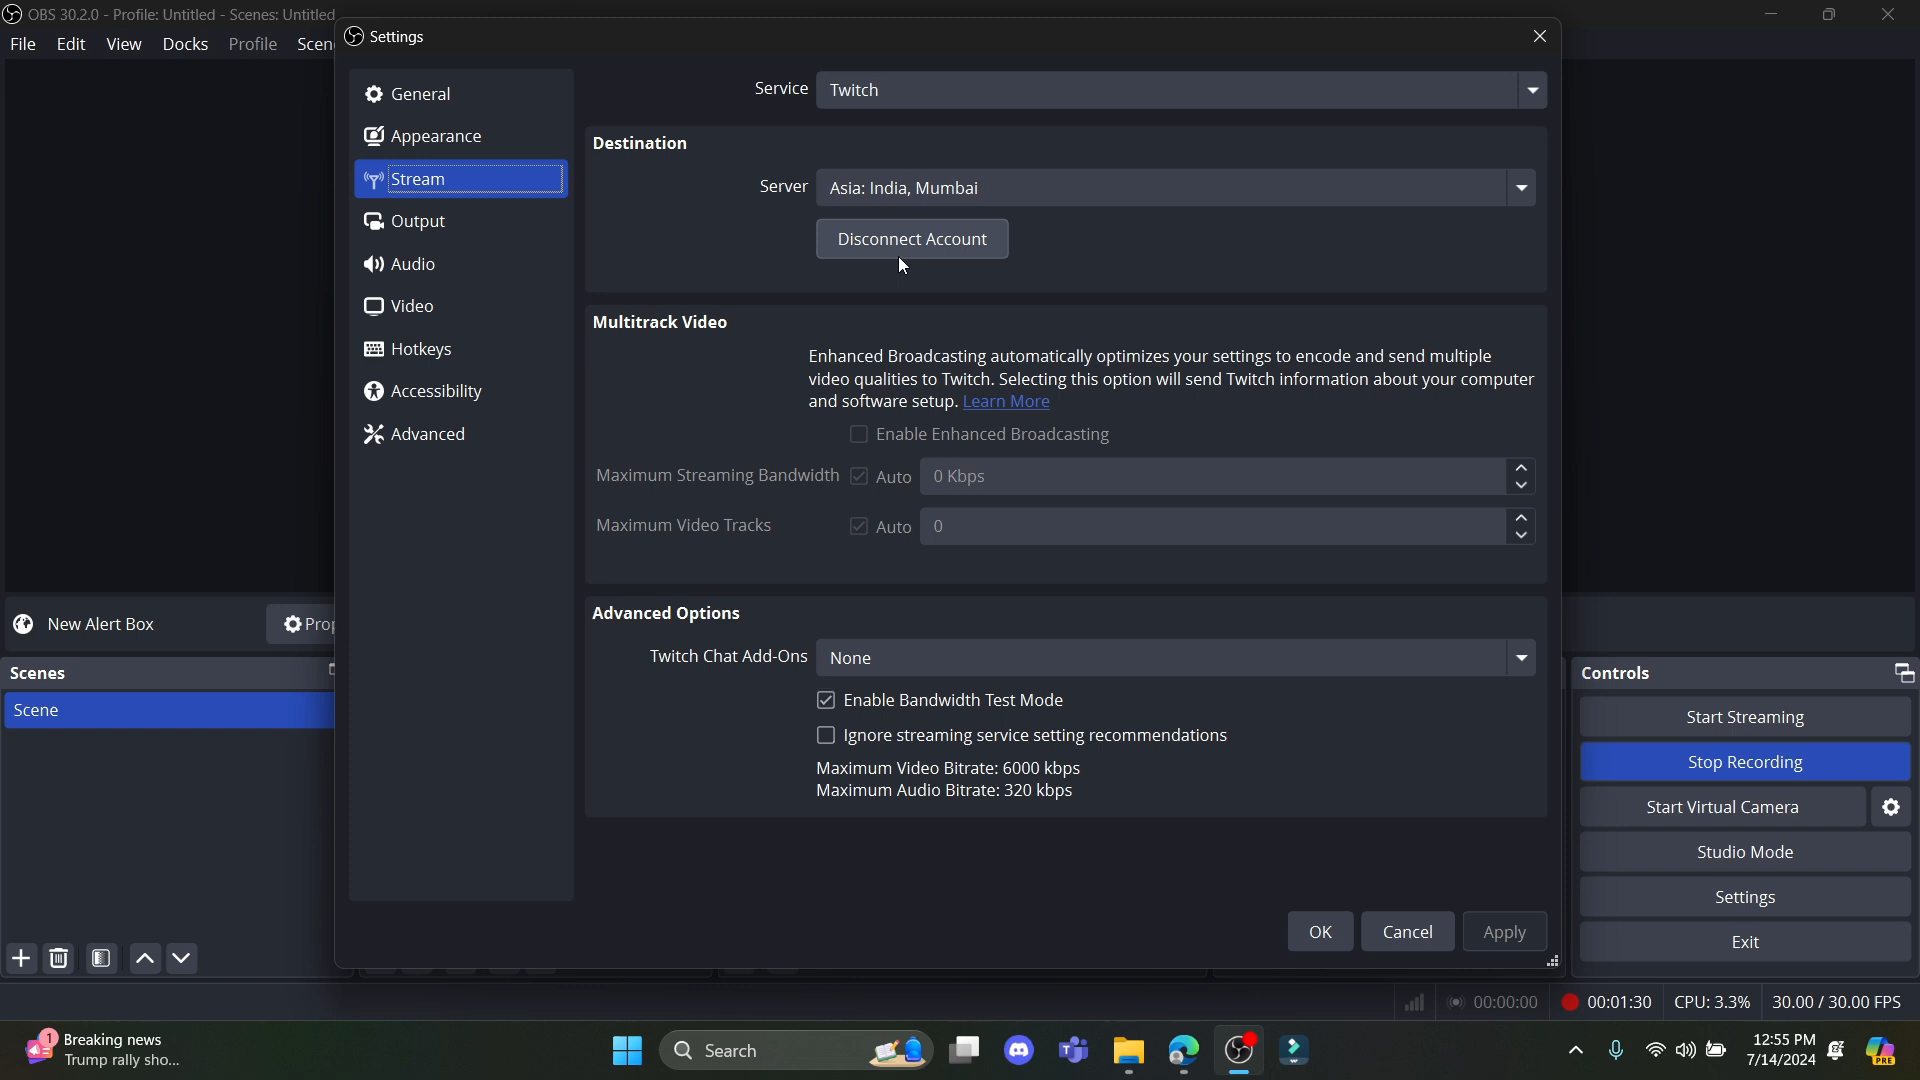 OBS 30.2.0 - Profile: Untitled - Scenes: Untitled
File Edit View Docks Profile Scen
Settings
General
Appearance
Stream
Output
Audio
Video
Hotkeys
Accessibility
Advanced
Service Twitch
Destination
Server Asia: India, Mumbai
Disconnect Account
Multitrack Video
Enhanced Broadcasting automatically optimizes your settings to encode and send multiple
video qualities to Twitch. Selecting this option will send Twitch information about your computer
and software setup. Learn More
Enable Enhanced Broadcasting
Maximum Streaming Bandwidth Auto 0 Kbps
Maximum Video Tracks Auto 0
Advanced Options
Twitch Chat Add-Ons None
Enable Bandwidth Test Mode
Ignore streaming service setting recommendations
Maximum Video Bitrate: 6000 kbps
Maximum Audio Bitrate: 320 kbps
OK Cancel Apply
New Alert Box
Prop
Scenes
Scene
Controls
Start Streaming
Stop Recording
Start Virtual Camera
Studio Mode
Settings
Exit
00:00:00 00:01:30 CPU: 3.3% 30.00 / 30.00 FPS
1
Breaking news
Trump rally sho...
Search
12:55 PM
7/14/2024
PRE